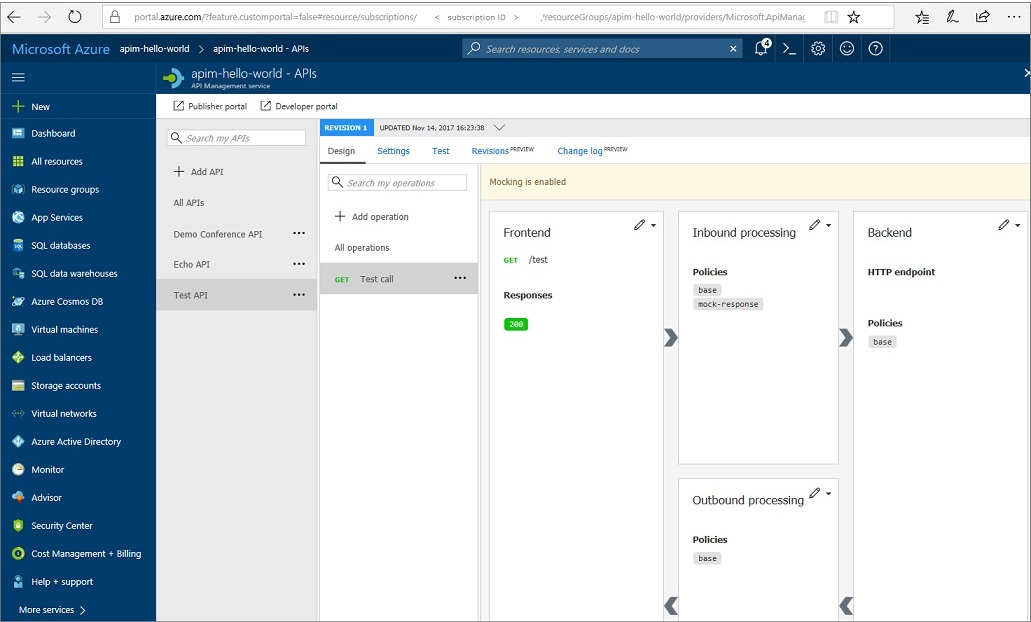 portal.azure.com/?feature.customportal=false#resource/subscriptions/ < subscription ID > /resourceGroups/apim-hello-world/providers/Microsoft.ApiManag
Microsoft Azure apim-hello-world > apim-hello-world - APIs
Search resources, services and docs
4
apim-hello-world - APIs
API Management service
Publisher portal
Developer portal
New
Dashboard
All resources
Resource groups
App Services
SQL databases
SQL data warehouses
Azure Cosmos DB
Virtual machines
Load balancers
Storage accounts
Virtual networks
Azure Active Directory
Monitor
Advisor
Security Center
Cost Management + Billing
Help + support
More services >
Search my APIs
Add API
All APIs
Demo Conference API
Echo API
Test API
REVISION 1 UPDATED Nov 14, 2017 16:23:38
Design Settings Test Revisions PREVIEW Change log PREVIEW
Search my operations
Add operation
All operations
GET Test call
Mocking is enabled
Frontend
GET /test
Responses
200
Inbound processing
Policies
base
mock-response
Outbound processing
Policies
base
Backend
HTTP endpoint
Policies
base